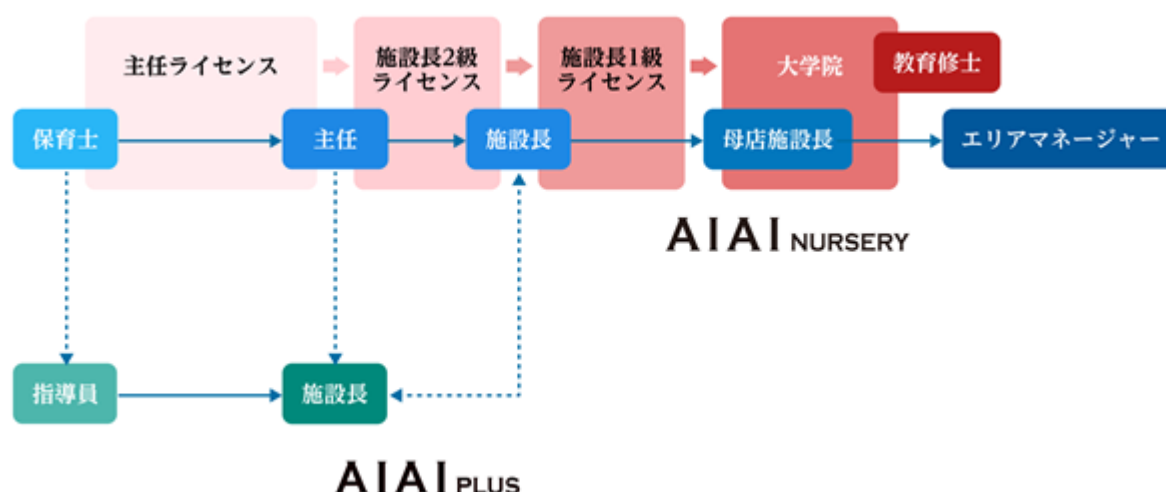 主任ライセンス
施設長2級
ライセンス
施設長1級
ライセンス
大学院
教育修士
保育士
主任
施設長
母店施設長
エリアマネージャー
AIAI NURSERY
指導員
施設長
AIAI PLUS